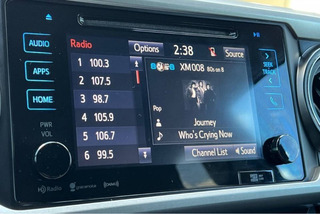 Radio Options 2:38 Source
AUDIO
APPS
HOME
PWR
VOL
1 100.3
2 107.5
3 98.7
4 105.9
5 106.7
6 99.5
XM008 80s on 8
Pop
Journey
Who's Crying Now
Channel List Sound
SEEK
TRACK
HD Radio